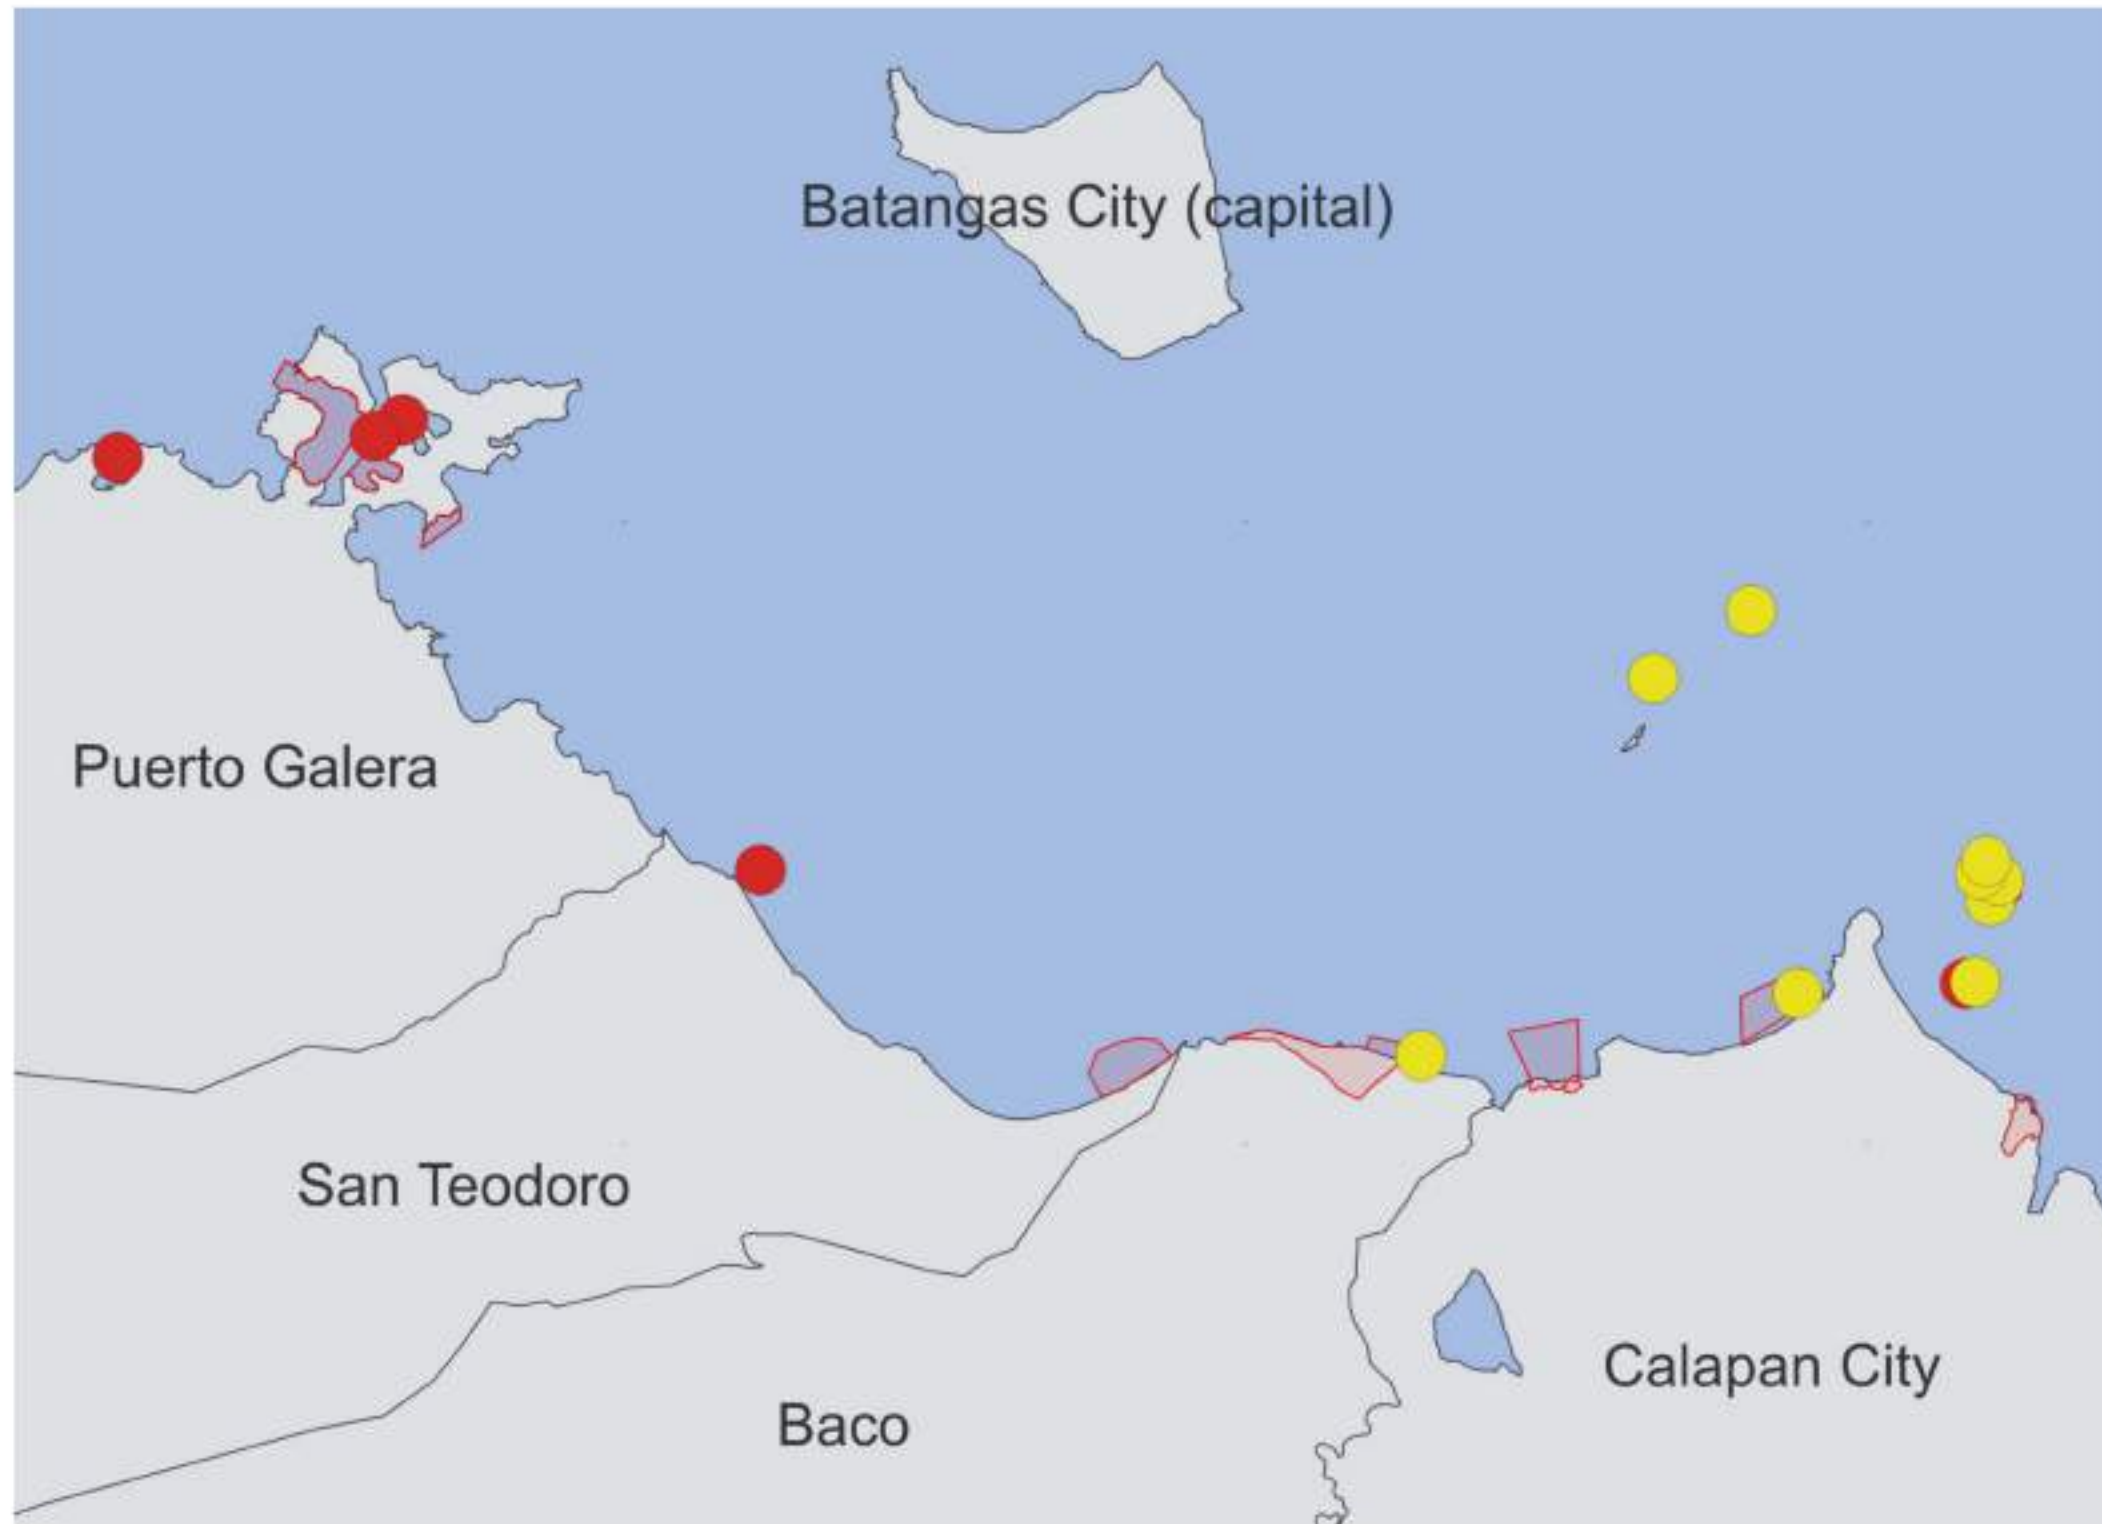 Batangas City (capital)
Puerto Galera
San Teodoro
Calapan City
Baco